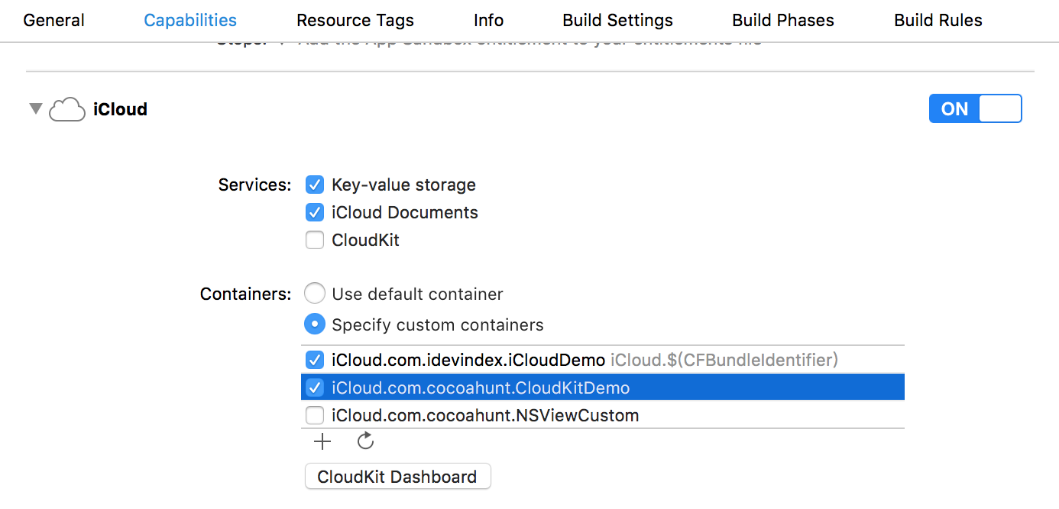 General Capabilities Resource Tags Info Build Settings Build Phases Build Rules
iCloud ON
Services: Key-value storage
iCloud Documents
CloudKit
Containers: Use default container
Specify custom containers
iCloud.com.idevindex.iCloudDemo iCloud.$(CFBundleIdentifier)
iCloud.com.cocoahunt.CloudKitDemo
iCloud.com.cocoahunt.NSViewCustom
CloudKit Dashboard